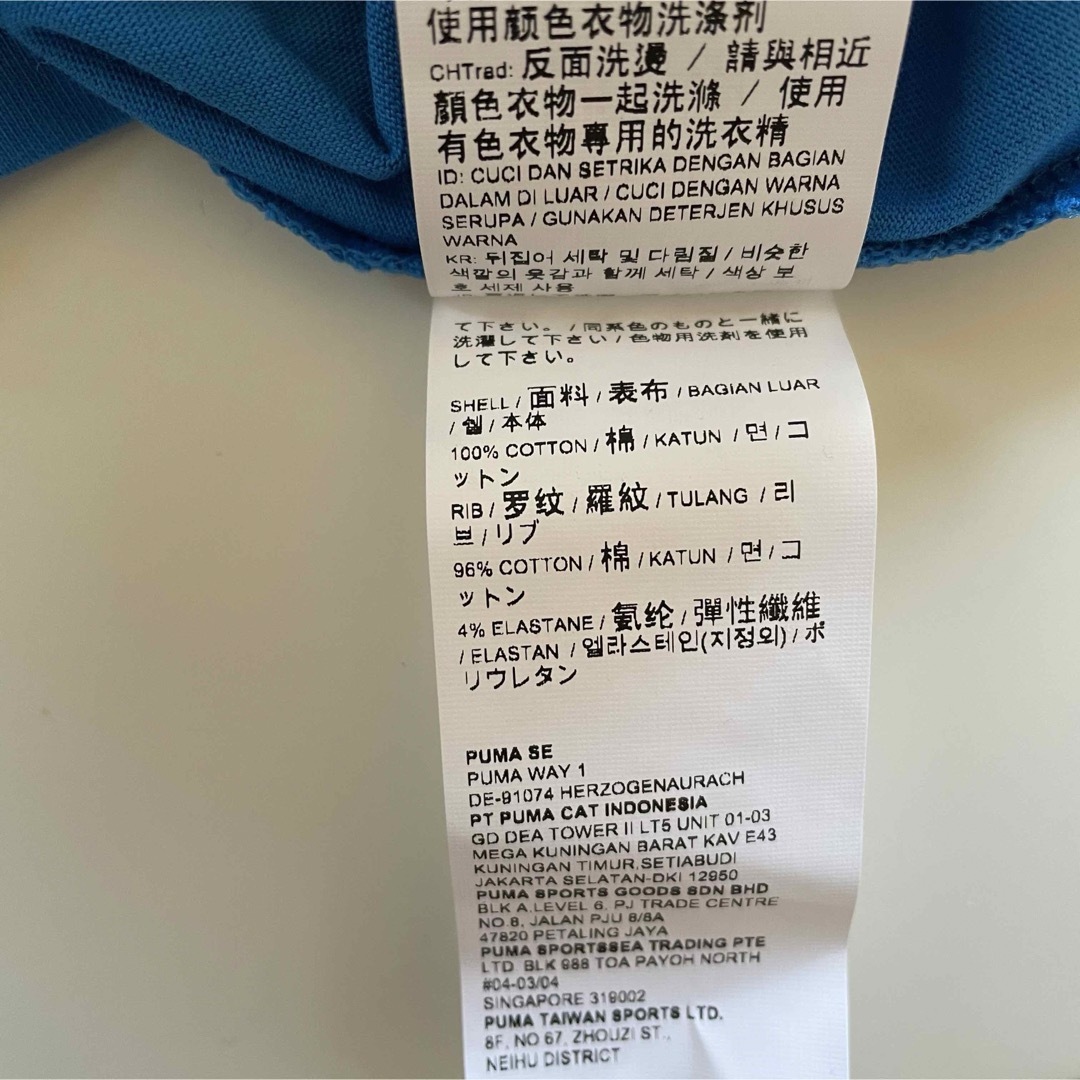 使用颜色衣物洗涤剂
CHTrad: 反面洗燙 / 請與相近
顏色衣物一起洗滌 / 使用
有色衣物專用的洗衣精
ID: CUCI DAN SETRIKA DENGAN BAGIAN
DALAM DI LUAR / CUCI DENGAN WARNA
SERUPA / GUNAKAN DETERJEN KHUSUS
WARNA
KR: 뒤집어 세탁 및 다림질 / 비슷한
색깔의 옷감과 함께 세탁 / 색상 보
호 세제 사용
て下さい。 / 同系色のものと一緒に
洗濯して下さい / 色物用洗剤を使用
して下さい。
SHELL / 面料 / 表布 / BAGIAN LUAR
/ 쉘 / 本体
100% COTTON / 棉 / KATUN / 면 / コ
ットン
RIB / 罗纹 / 羅紋 / TULANG / 리
브 / リブ
96% COTTON / 棉 / KATUN / 면 / コ
ットン
4% ELASTANE / 氨纶 / 彈性纖維
/ ELASTAN / 엘라스테인(지정외) / ポ
リウレタン
PUMA SE
PUMA WAY 1
DE-91074 HERZOGENAURACH
PT PUMA CAT INDONESIA
GD DEA TOWER II LT5 UNIT 01-03
MEGA KUNINGAN BARAT KAV E43
KUNINGAN TIMUR,SETIABUDI
JAKARTA SELATAN-DKI 12950
PUMA SPORTS GOODS SDN BHD
BLK A,LEVEL 6, PJ TRADE CENTRE
NO.8, JALAN PJU 8/8A
47820 PETALING JAYA
PUMA SPORTSSEA TRADING PTE
LTD. BLK 988 TOA PAYOH NORTH
#04-03/04
SINGAPORE 319002
PUMA TAIWAN SPORTS LTD.
8F, NO 67, ZHOUZI ST.,
NEIHU DISTRICT